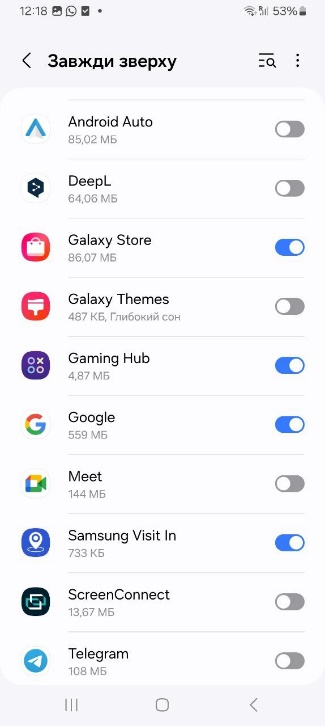 12:18
53%
Завжди зверху
Android Auto
85,02 МБ
DeepL
64,06 МБ
Galaxy Store
86,07 МБ
Galaxy Themes
487 КБ, Глибокий сон
Gaming Hub
4,87 МБ
Google
559 МБ
Meet
144 МБ
Samsung Visit In
733 КБ
ScreenConnect
13,67 МБ
Telegram
108 МБ